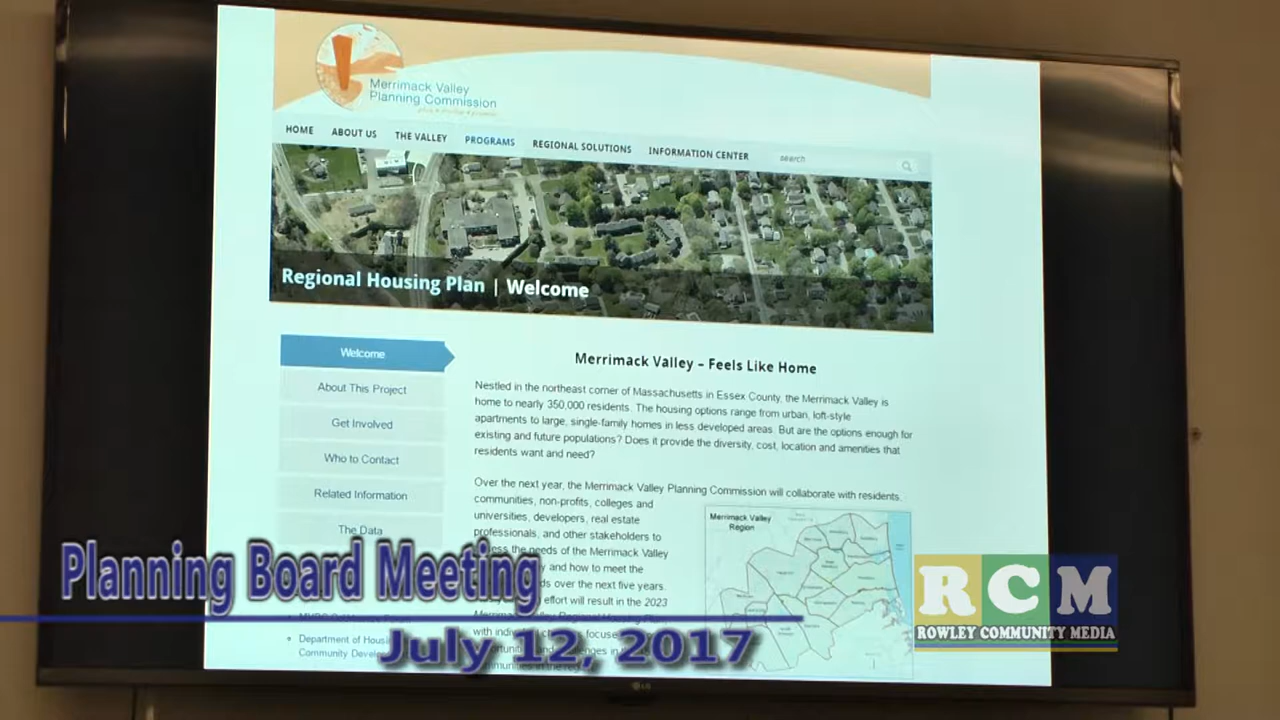 Merrimack Valley
Planning Commission
HOME ABOUT US THE VALLEY PROGRAMS REGIONAL SOLUTIONS INFORMATION CENTER search
Regional Housing Plan | Welcome
Welcome
About This Project
Get Involved
Who to Contact
Related Information
The Data
Merrimack Valley – Feels Like Home
Nestled in the northeast corner of Massachusetts in Essex County, the Merrimack Valley is
home to nearly 350,000 residents. The housing options range from urban, loft-style
apartments to large, single-family homes in less developed areas. But are the options enough for
existing and future populations? Does it provide the diversity, cost, location and amenities that
residents want and need?
Over the next year, the Merrimack Valley Planning Commission will collaborate with residents,
communities, non-profits, colleges and
universities, developers, real estate
professionals, and other stakeholders to
the needs of the Merrimack Valley
and how to meet the
over the next five years.
effort will result in the 2023
Merrimack Valley
Region
Department of
Community
Planning Board Meeting
July 12, 2017
RCM
ROWLEY COMMUNITY MEDIA
LG